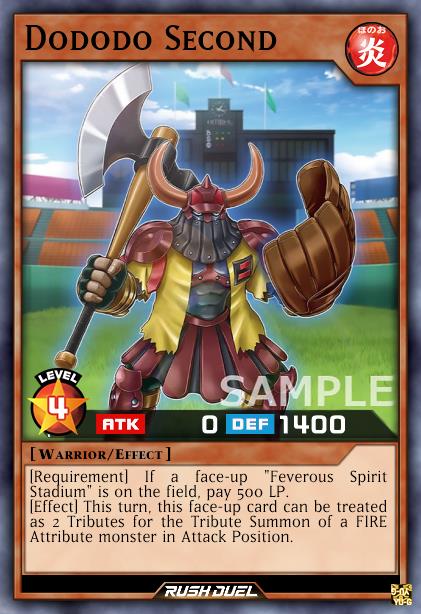 Dododo Second
ほのお
炎
SAMPLE
LEVEL
4
ATK 0 DEF 1400
[Warrior/Effect]
[Requirement] If a face-up "Feverous Spirit
Stadium" is on the field, pay 500 LP.
[Effect] This turn, this face-up card can be treated
as 2 Tributes for the Tribute Summon of a FIRE
Attribute monster in Attack Position.
RUSH DUEL